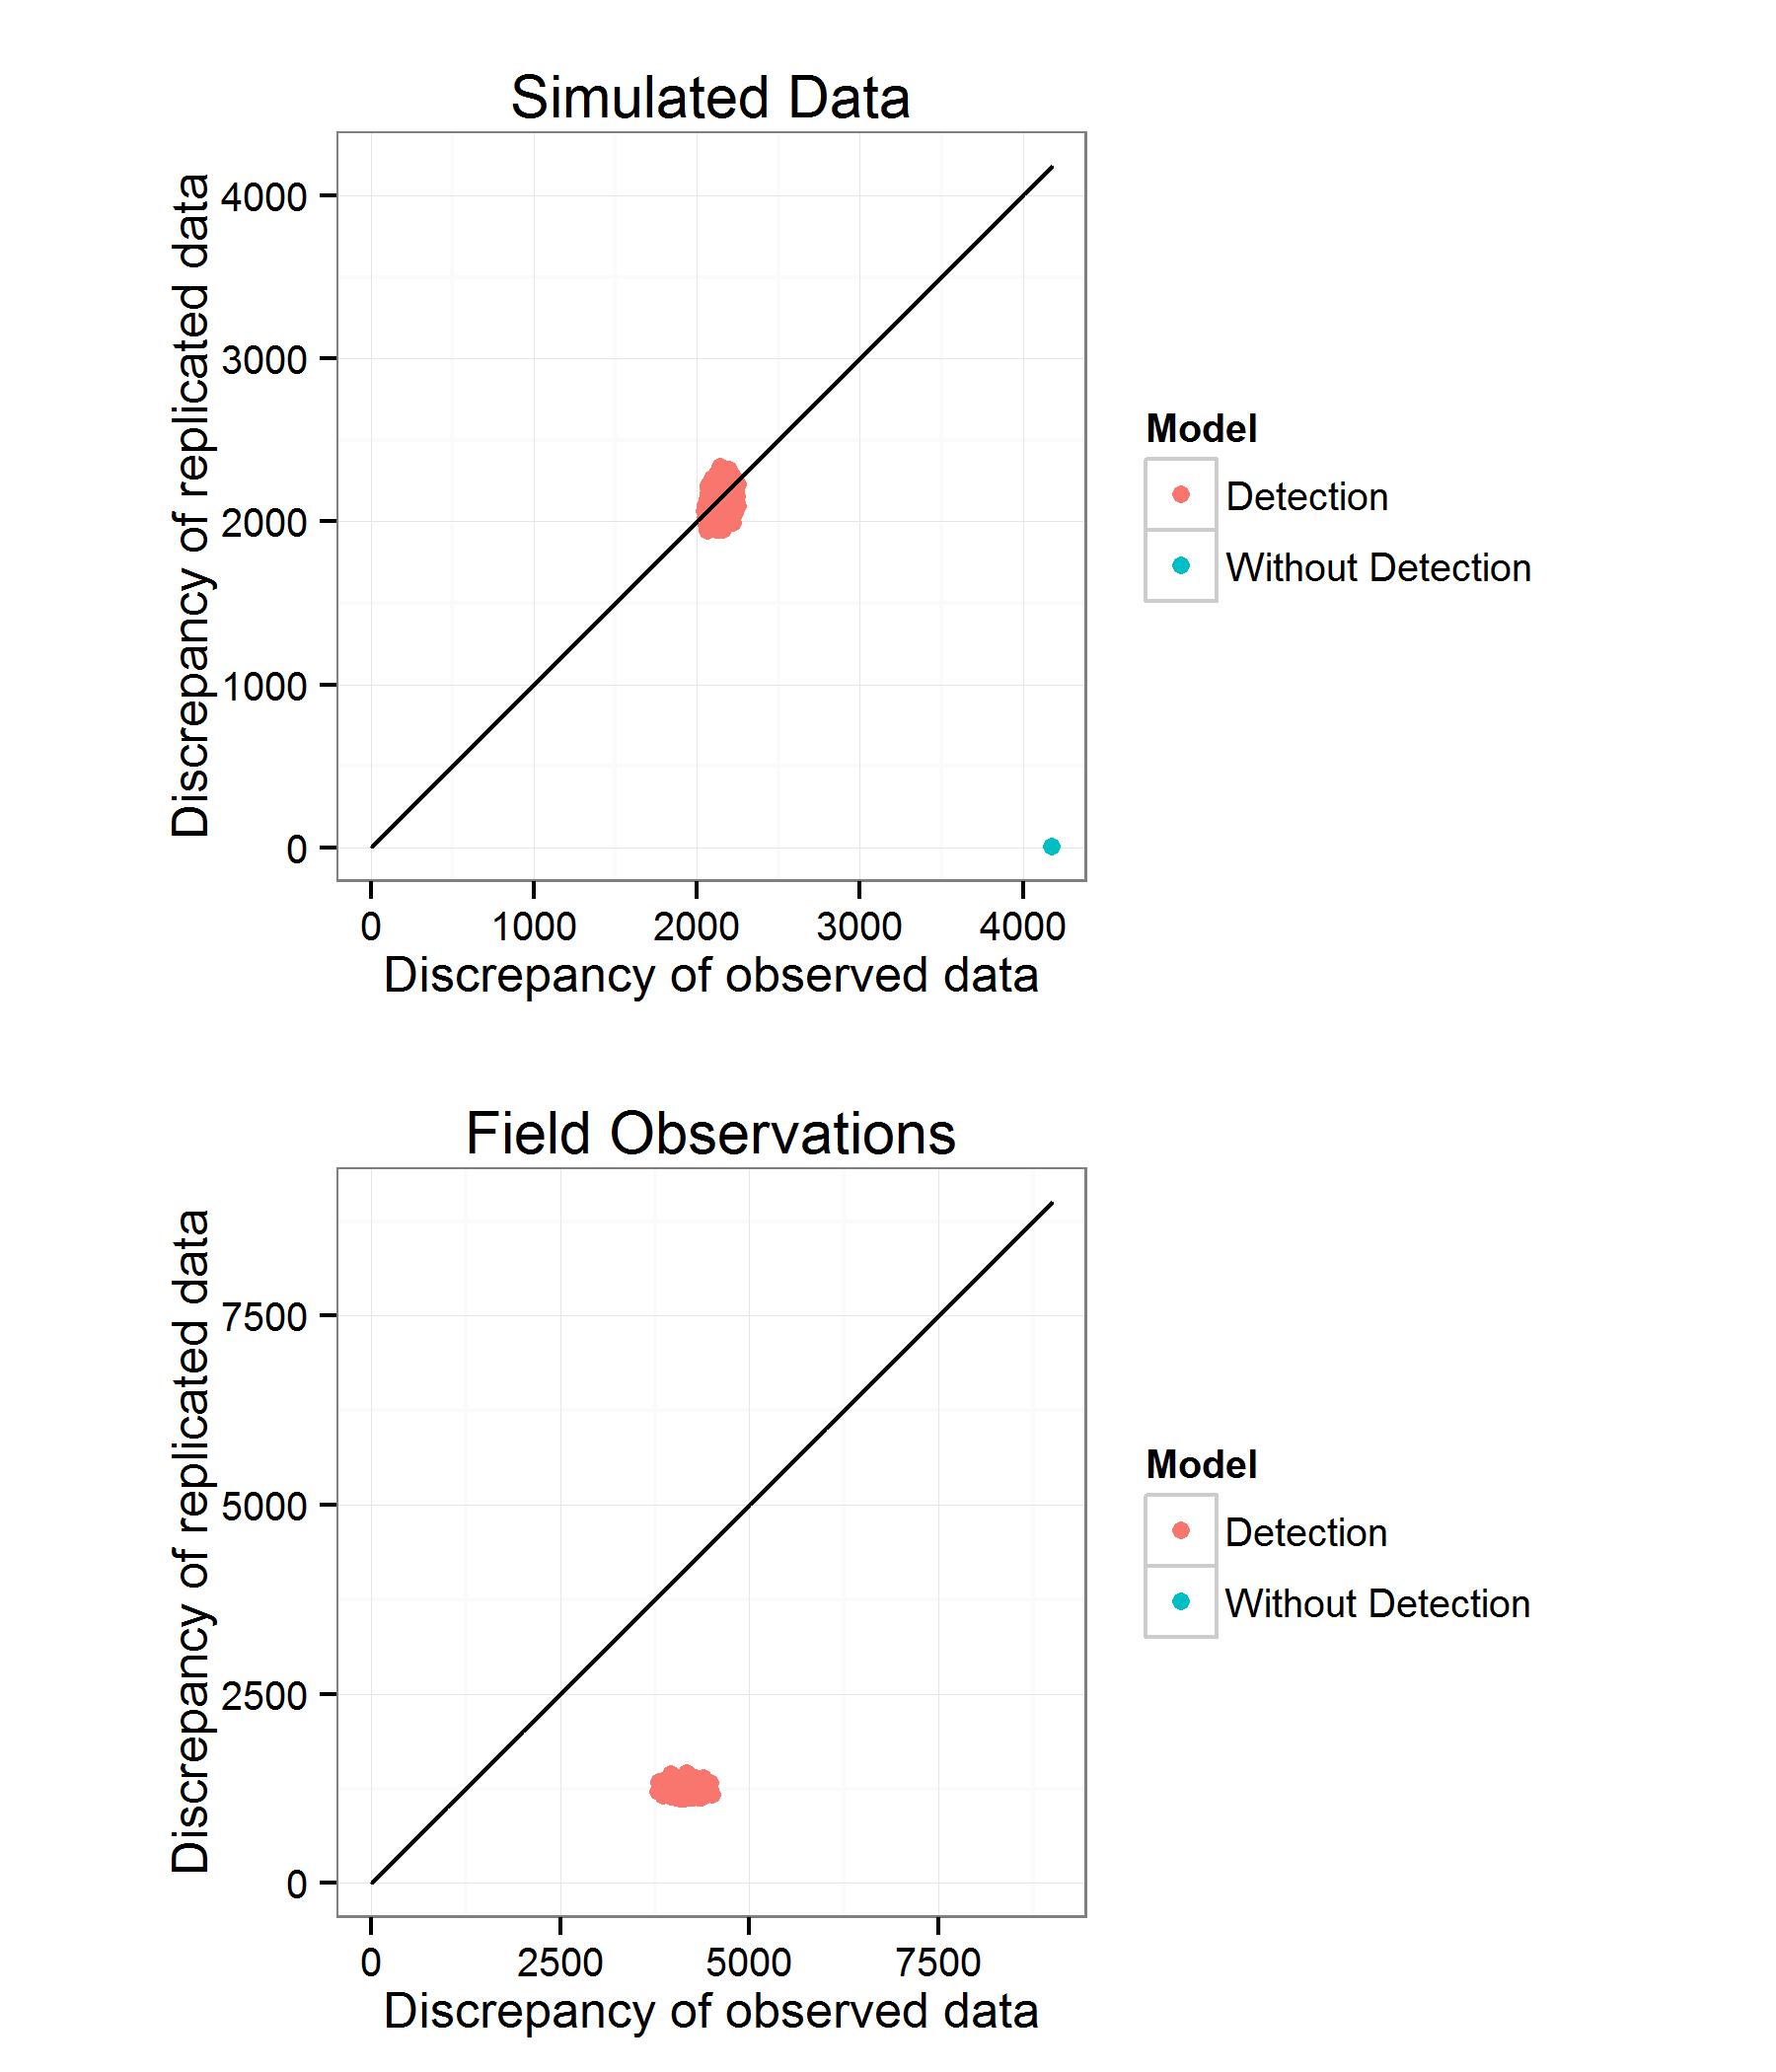 Simulated Data
Discrepancy of replicated data
4000
3000
2000
1000
0
0 1000 2000 3000 4000
Discrepancy of observed data
Model
Detection
Without Detection
Field Observations
Discrepancy of replicated data
7500
5000
2500
0
0 2500 5000 7500
Discrepancy of observed data
Model
Detection
Without Detection